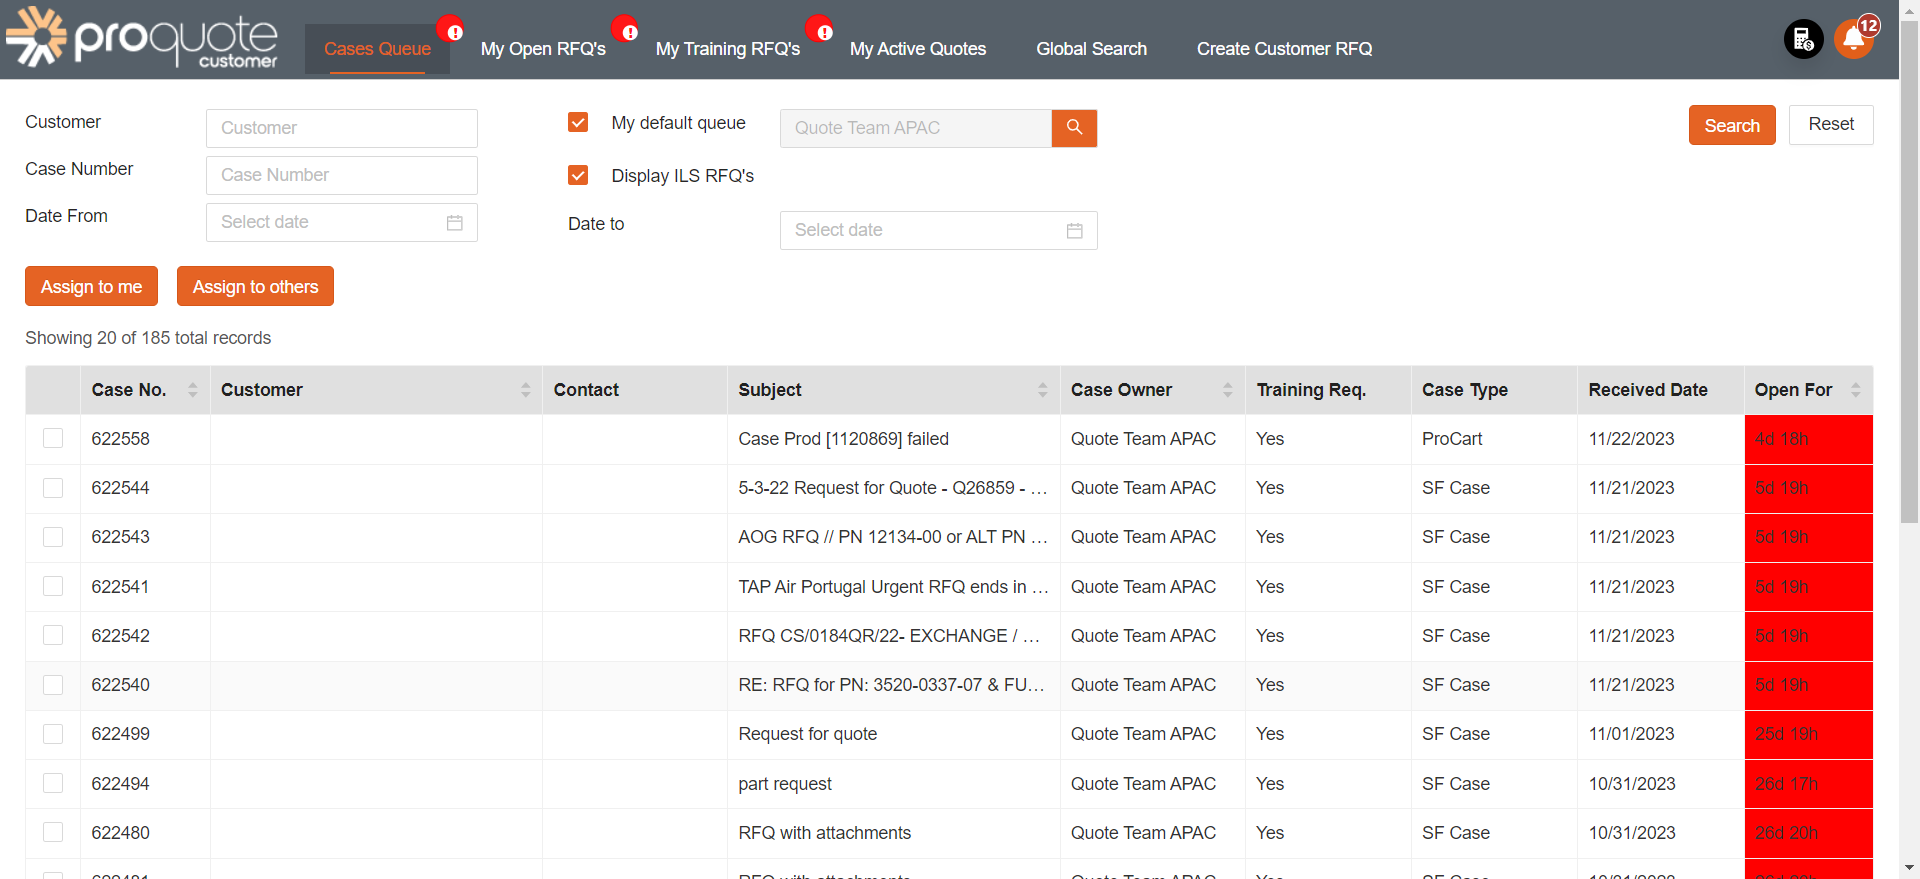 proquote
customer
Cases Queue
My Open RFQ's
My Training RFQ's
My Active Quotes
Global Search
Create Customer RFQ
12
Customer
Customer
My default queue
Quote Team APAC
Search
Reset
Case Number
Case Number
Display ILS RFQ's
Date From
Select date
Date to
Select date
Assign to me
Assign to others
Showing 20 of 185 total records
Case No. Customer Contact Subject Case Owner Training Req. Case Type Received Date Open For
622558 Case Prod [1120869] failed Quote Team APAC Yes ProCart 11/22/2023 4d 18h
622544 5-3-22 Request for Quote - Q26859 - ... Quote Team APAC Yes SF Case 11/21/2023 5d 19h
622543 AOG RFQ // PN 12134-00 or ALT PN ... Quote Team APAC Yes SF Case 11/21/2023 5d 19h
622541 TAP Air Portugal Urgent RFQ ends in ... Quote Team APAC Yes SF Case 11/21/2023 5d 19h
622542 RFQ CS/0184QR/22- EXCHANGE / ... Quote Team APAC Yes SF Case 11/21/2023 5d 19h
622540 RE: RFQ for PN: 3520-0337-07 & FU... Quote Team APAC Yes SF Case 11/21/2023 5d 19h
622499 Request for quote Quote Team APAC Yes SF Case 11/01/2023 25d 19h
622494 part request Quote Team APAC Yes SF Case 10/31/2023 26d 17h
622480 RFQ with attachments Quote Team APAC Yes SF Case 10/31/2023 26d 20h